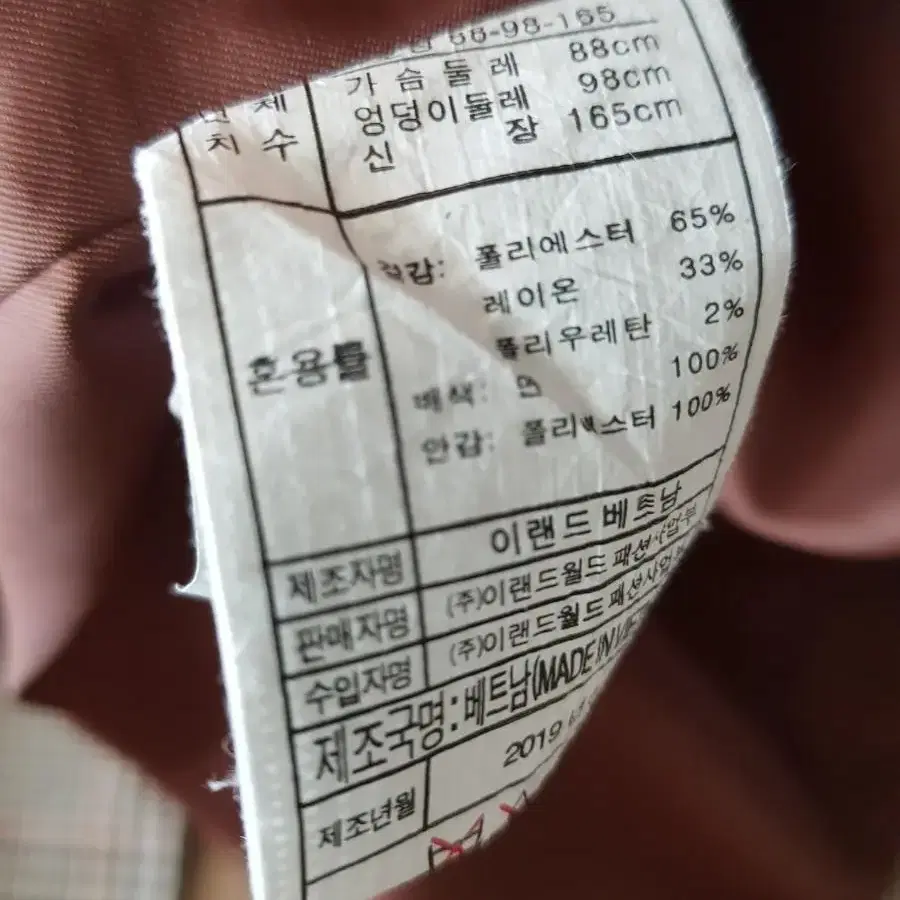 88-98-165
가슴둘레 88cm
신체 엉덩이둘레 98cm
치수 신장 165cm
겉감: 폴리에스터 65%
레이온 33%
혼용률 폴리우레탄 2%
배색: 면 100%
안감: 폴리에스터 100%
제조자명 이랜드베트남
판매자명 (주)이랜드월드 패션사업부
수입자명 (주)이랜드월드 패션사업부
제조국명: 베트남(MADE IN
제조년월 2019 년